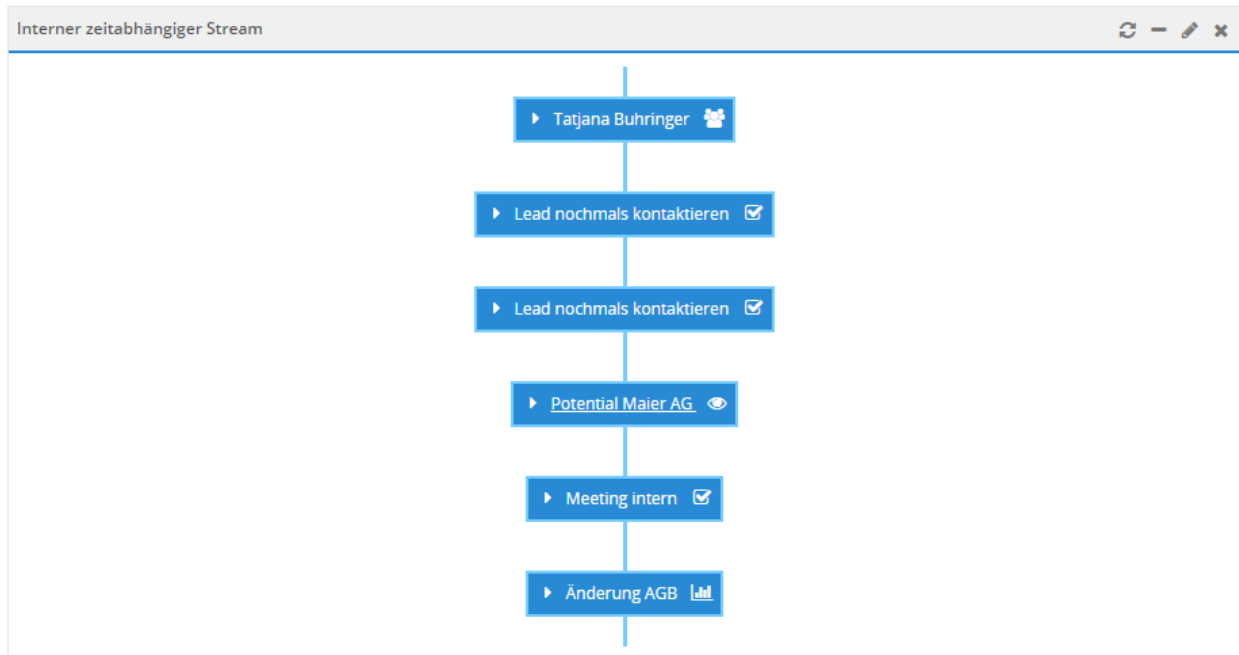 Interner zeitabhängiger Stream
Tatjana Buhringer
Lead nochmals kontaktieren
Lead nochmals kontaktieren
Potential Maier AG
Meeting intern
Änderung AGB